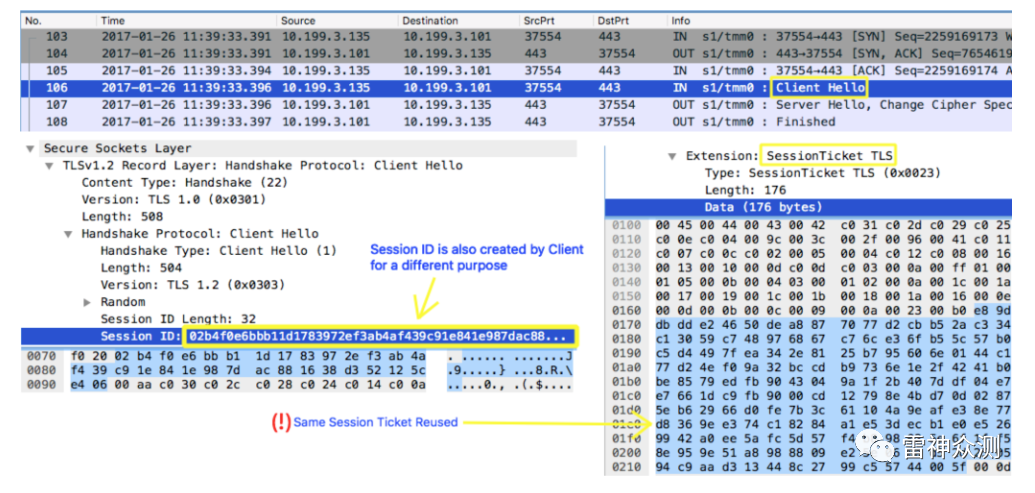 No. Time Source Destination SrcPrt DstPrt Info
103 2017-01-26 11:39:33.391 10.199.3.135 10.199.3.101 37554 443 IN s1/tmm0 : 37554→443 [SYN] Seq=2259169173
104 2017-01-26 11:39:33.391 10.199.3.101 10.199.3.135 443 37554 OUT s1/tmm0 : 443→37554 [SYN, ACK] Seq=7654619
105 2017-01-26 11:39:33.394 10.199.3.135 10.199.3.101 37554 443 IN s1/tmm0 : 37554→443 [ACK] Seq=2259169174 A
106 2017-01-26 11:39:33.396 10.199.3.135 10.199.3.101 37554 443 IN s1/tmm0 : Client Hello
107 2017-01-26 11:39:33.396 10.199.3.101 10.199.3.135 443 37554 OUT s1/tmm0 : Server Hello, Change Cipher Spec
108 2017-01-26 11:39:33.397 10.199.3.101 10.199.3.135 443 37554 OUT s1/tmm0 : Finished
Secure Sockets Layer
TLSv1.2 Record Layer: Handshake Protocol: Client Hello
Content Type: Handshake (22)
Version: TLS 1.0 (0x0301)
Length: 508
Handshake Protocol: Client Hello
Handshake Type: Client Hello (1)
Length: 504
Version: TLS 1.2 (0x0303)
Random
Session ID Length: 32
Session ID: 02b4f0e6bbb11d1783972ef3ab4af439c91e841e987dac88...
0070 f0 20 02 b4 f0 e6 bb b1 1d 17 83 97 2e f3 ab 4a . ...... .......J
0080 f4 39 c9 1e 84 1e 98 7d ac 88 16 38 d3 52 12 5c .9.....} ...8.R.\
0090 e4 06 00 aa c0 30 c0 2c c0 28 c0 24 c0 14 c0 0a .....0., .(.$....
Session ID is also created by Client
for a different purpose
(!) Same Session Ticket Reused
Extension: SessionTicket TLS
Type: SessionTicket TLS (0x0023)
Length: 176
Data (176 bytes)
0100 00 45 00 44 00 43 00 42 c0 31 c0 2d c0 29 c0 25
0110 c0 0e c0 04 00 9c 00 3c 00 2f 00 96 00 41 c0 11
0120 c0 07 c0 0c c0 02 00 05 00 04 c0 12 c0 08 00 16
0130 00 13 00 10 00 0d c0 0d c0 03 00 0a 00 ff 01 00
0140 01 05 00 0b 00 04 03 00 01 02 00 0a 00 1c 00 1a
0150 00 17 00 19 00 1c 00 1b 00 18 00 1a 00 16 00 0e
0160 00 0d 00 0b 00 0c 00 09 00 0a 00 23 00 b0 e8 9d
0170 db dd e2 46 50 de a8 87 70 77 d2 cb b5 2a c3 34
0180 c1 30 59 c7 48 97 68 67 c7 6c e3 6f b5 5c 57 b0
0190 c5 d4 49 7f ea 34 2e 81 25 b7 95 60 6e 01 44 c1
01a0 77 d2 4e f0 9a 32 bc cd b9 73 6e 1e 2f 42 41 b0
01b0 be 85 79 ed fb 90 43 04 9a 1f 2b 40 7d df 04 e7
01c0 e7 66 1d c9 fb 90 00 cd 12 79 8e 4b d7 0d 02 87
01d0 5e b6 29 66 d0 fe 7b 3c 61 10 4a 9e af e3 8e 77
01e0 d8 36 9e e3 74 c1 82 84 a1 e5 3d ec b1 e0 e5 26
01f0 99 42 a0 ee 5a fc 5d 57 f4 98
0200 8e 95 9e 51 a8 98 88 09 e2
0210 94 c9 aa d3 13 44 8c 27 99 c5 57 44 00 5f 00 0d
雷神众测